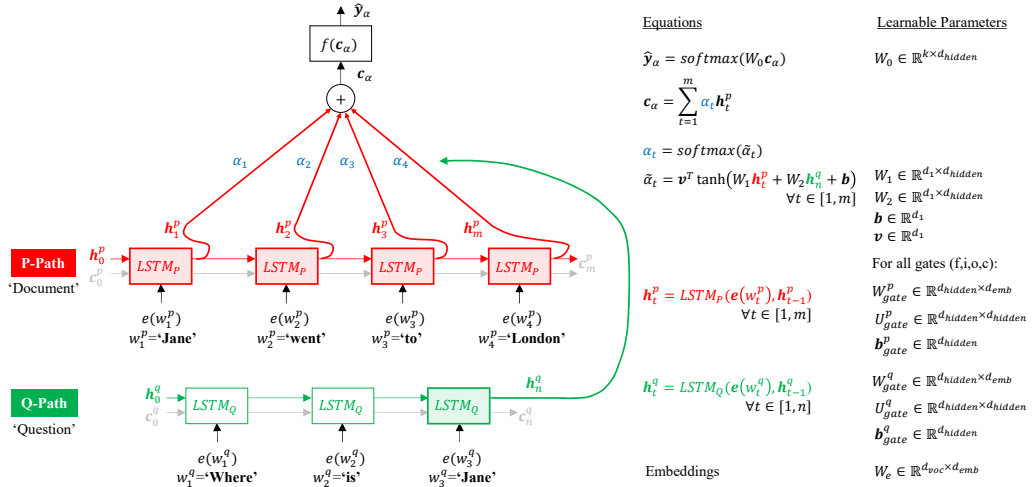 ŷ_α
f(c_α)
c_α
+
α_1
α_2
α_3
α_4
h_1^p
h_2^p
h_3^p
h_m^p
P-Path
'Document'
h_0^p
c_0^p
LSTM_P
LSTM_P
LSTM_P
LSTM_P
c_m^p
e(w_1^p)
w_1^p='Jane'
e(w_2^p)
w_2^p='went'
e(w_3^p)
w_3^p='to'
e(w_4^p)
w_4^p='London'
Q-Path
'Question'
h_0^q
c_0^q
LSTM_Q
LSTM_Q
LSTM_Q
h_n^q
c_n^q
e(w_1^q)
w_1^q='Where'
e(w_2^q)
w_2^q='is'
e(w_3^q)
w_3^q='Jane'
Equations
Learnable Parameters
ŷ_α = softmax(W_0 c_α)
W_0 ∈ ℝ^{k×d_hidden}
c_α = ∑_{t=1}^{m} α_t h_t^p
α_t = softmax(α̃_t)
α̃_t = v^T tanh(W_1 h_t^p + W_2 h_n^q + b)
∀t ∈ [1, m]
W_1 ∈ ℝ^{d_1×d_hidden}
W_2 ∈ ℝ^{d_1×d_hidden}
b ∈ ℝ^{d_1}
v ∈ ℝ^{d_1}
For all gates (f,i,o,c):
h_t^p = LSTM_P(e(w_t^p), h_{t-1}^p)
∀t ∈ [1, m]
W_gate^p ∈ ℝ^{d_hidden×d_emb}
U_gate^p ∈ ℝ^{d_hidden×d_hidden}
b_gate^p ∈ ℝ^{d_hidden}
h_t^q = LSTM_Q(e(w_t^q), h_{t-1}^q)
∀t ∈ [1, n]
W_gate^q ∈ ℝ^{d_hidden×d_emb}
U_gate^q ∈ ℝ^{d_hidden×d_hidden}
b_gate^q ∈ ℝ^{d_hidden}
Embeddings
W_e ∈ ℝ^{d_voc×d_emb}